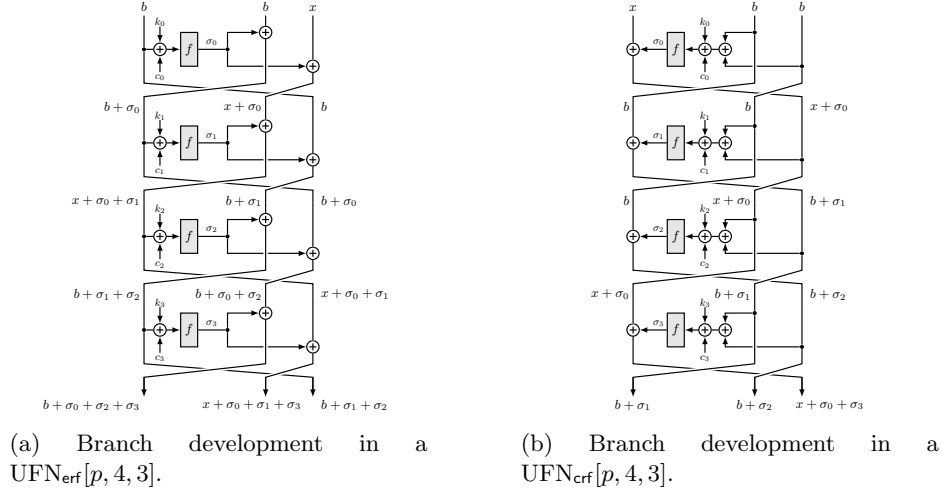 b b x
k₀
f σ₀
c₀
b + σ₀ x + σ₀ b
k₁
f σ₁
c₁
x + σ₀ + σ₁ b + σ₁ b + σ₀
k₂
f σ₂
c₂
b + σ₁ + σ₂ b + σ₀ + σ₂ x + σ₀ + σ₁
k₃
f σ₃
c₃
b + σ₀ + σ₂ + σ₃ x + σ₀ + σ₁ + σ₃ b + σ₁ + σ₂
(a) Branch development in a
UFN_erf[p, 4, 3].
x b b
k₀
σ₀ f
c₀
b b x + σ₀
k₁
σ₁ f
c₁
b x + σ₀ b + σ₁
k₂
σ₂ f
c₂
x + σ₀ b + σ₁ b + σ₂
k₃
σ₃ f
c₃
b + σ₁ b + σ₂ x + σ₀ + σ₃
(b) Branch development in a
UFN_crf[p, 4, 3].